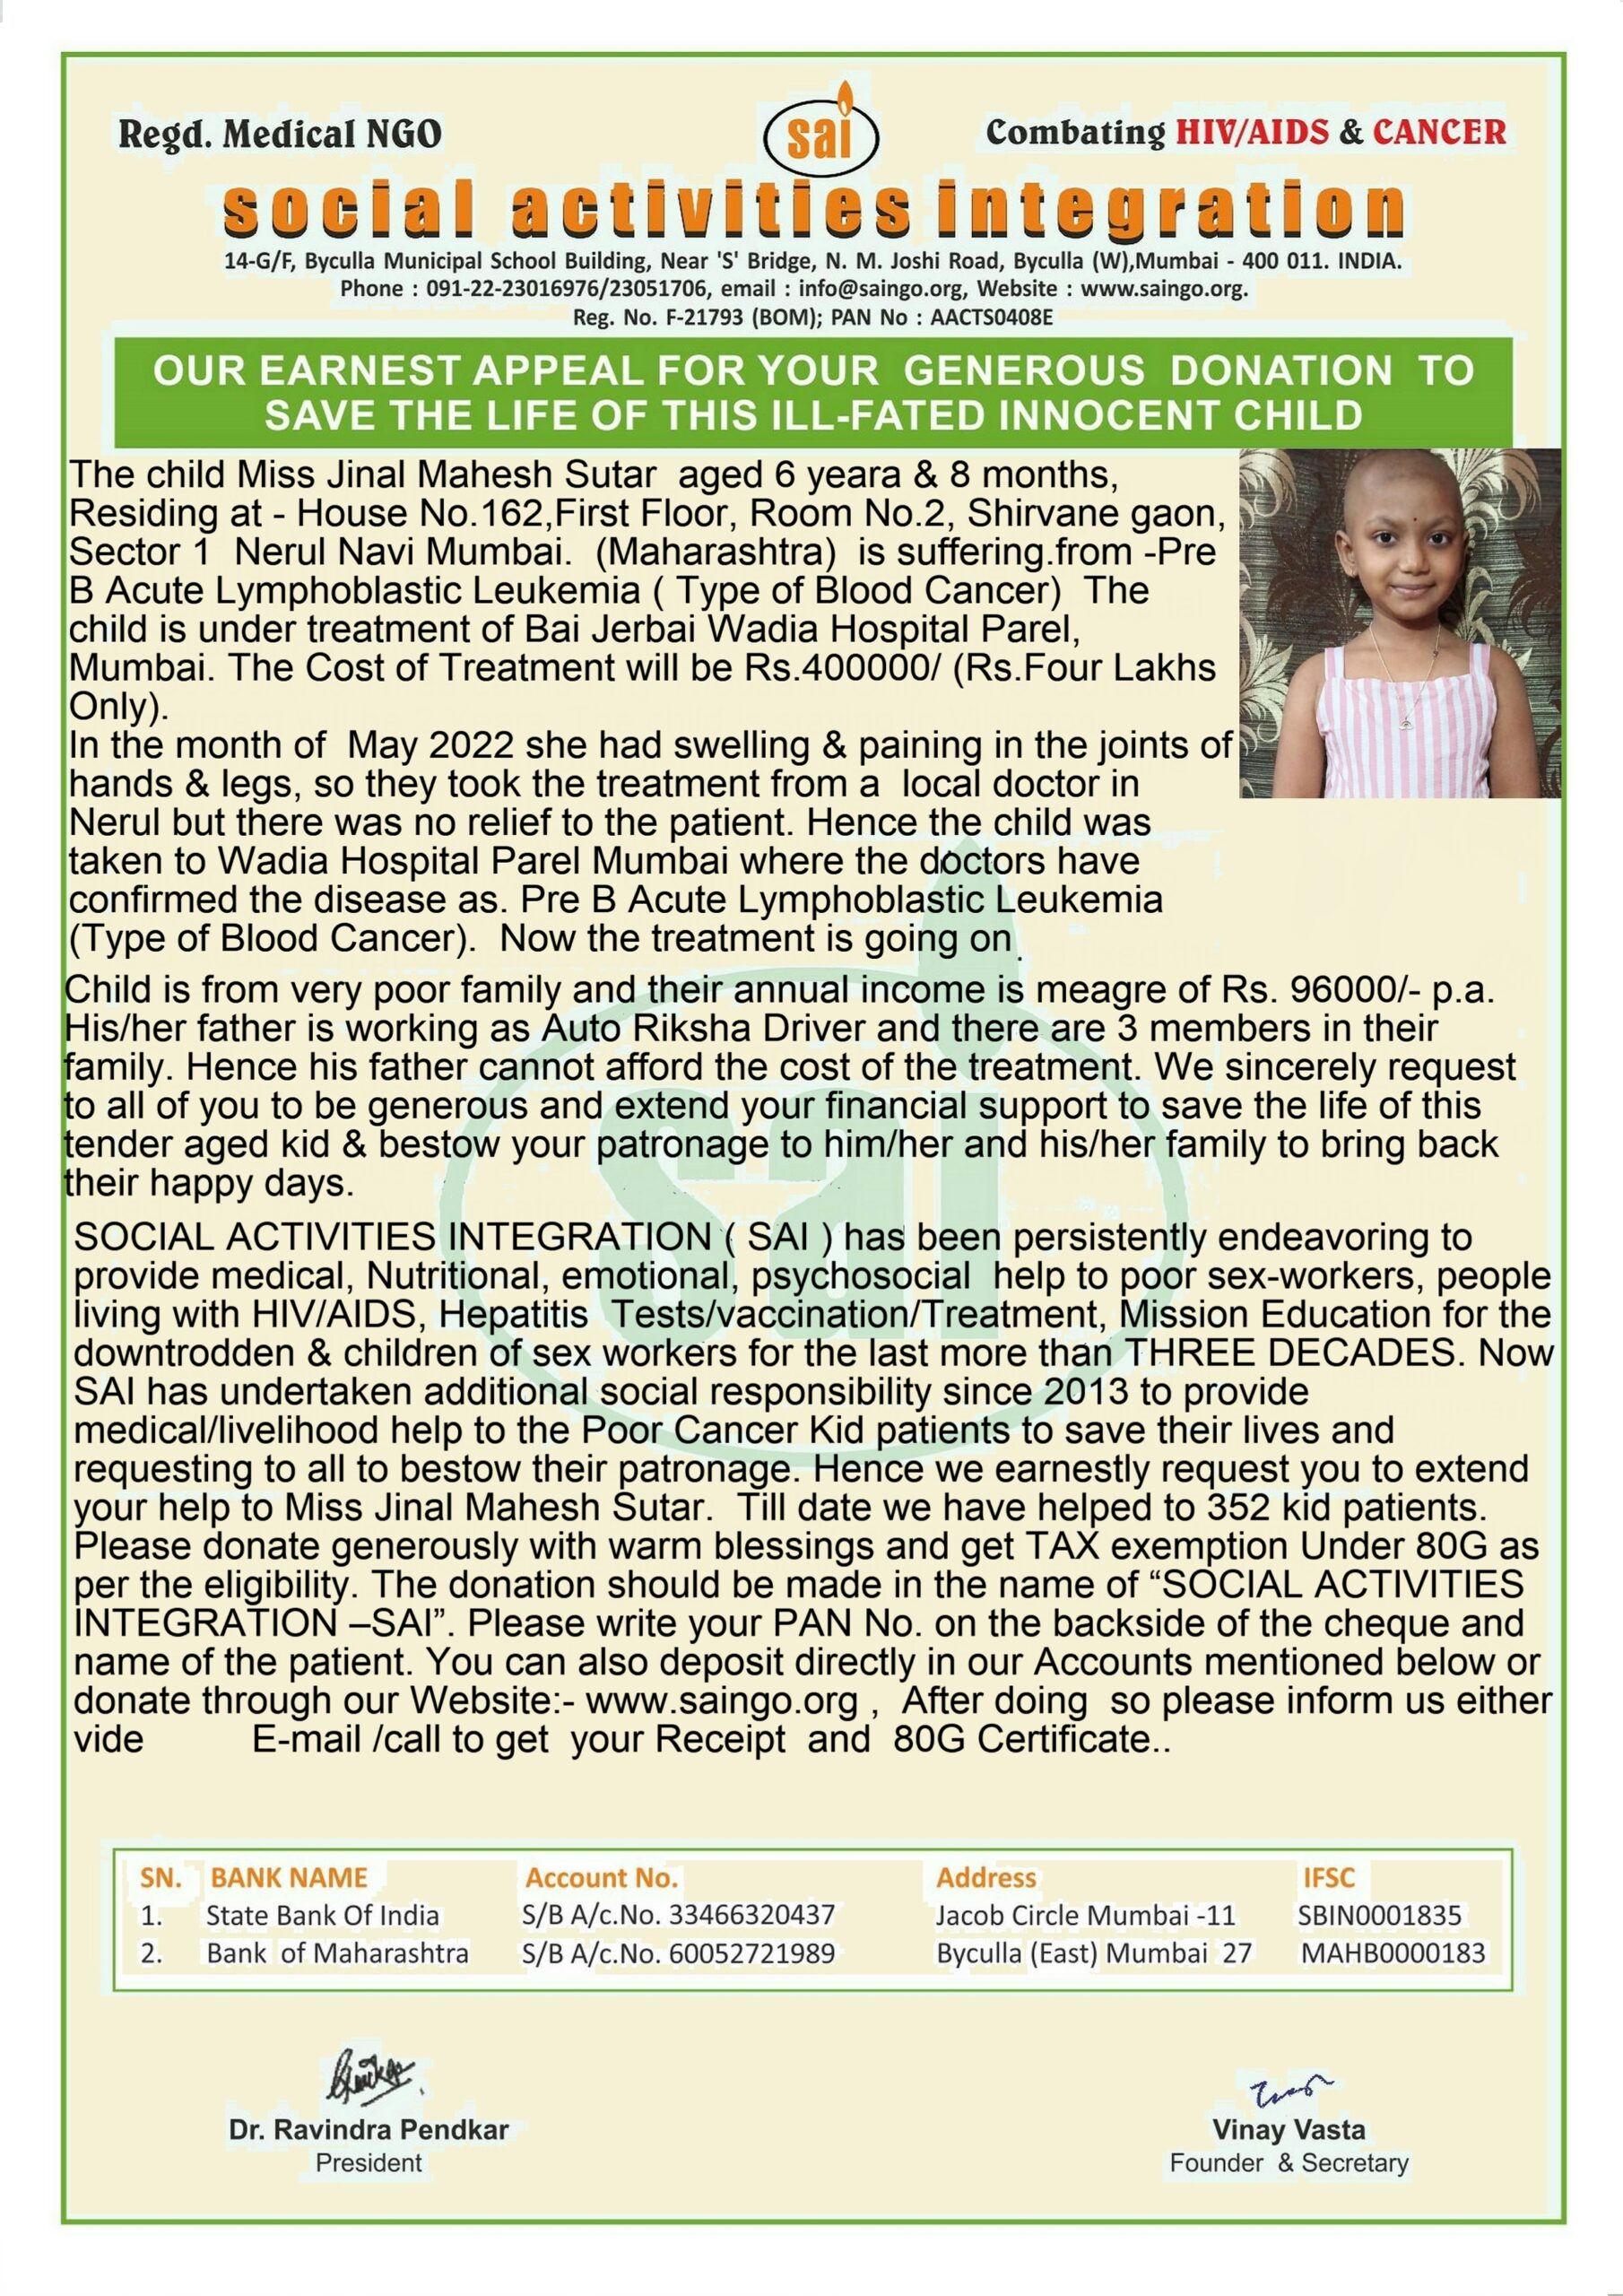 Regd. Medical NGO
sai
Combating HIV/AIDS & CANCER
social activities integration
14-G/F, Byculla Municipal School Building, Near 'S' Bridge, N. M. Joshi Road, Byculla (W),Mumbai - 400 011. INDIA.
Phone : 091-22-23016976/23051706, email : info@saingo.org, Website : www.saingo.org.
Reg. No. F-21793 (BOM); PAN No : AACTS0408E
OUR EARNEST APPEAL FOR YOUR GENEROUS DONATION TO
SAVE THE LIFE OF THIS ILL-FATED INNOCENT CHILD
The child Miss Jinal Mahesh Sutar aged 6 yeara & 8 months,
Residing at - House No.162,First Floor, Room No.2, Shirvane gaon,
Sector 1 Nerul Navi Mumbai. (Maharashtra) is suffering.from -Pre
B Acute Lymphoblastic Leukemia ( Type of Blood Cancer) The
child is under treatment of Bai Jerbai Wadia Hospital Parel,
Mumbai. The Cost of Treatment will be Rs.400000/ (Rs.Four Lakhs
Only).
In the month of May 2022 she had swelling & paining in the joints of
hands & legs, so they took the treatment from a local doctor in
Nerul but there was no relief to the patient. Hence the child was
taken to Wadia Hospital Parel Mumbai where the doctors have
confirmed the disease as. Pre B Acute Lymphoblastic Leukemia
(Type of Blood Cancer). Now the treatment is going on .
Child is from very poor family and their annual income is meagre of Rs. 96000/- p.a.
His/her father is working as Auto Riksha Driver and there are 3 members in their
family. Hence his father cannot afford the cost of the treatment. We sincerely request
to all of you to be generous and extend your financial support to save the life of this
tender aged kid & bestow your patronage to him/her and his/her family to bring back
their happy days.
SOCIAL ACTIVITIES INTEGRATION ( SAI ) has been persistently endeavoring to
provide medical, Nutritional, emotional, psychosocial help to poor sex-workers, people
living with HIV/AIDS, Hepatitis Tests/vaccination/Treatment, Mission Education for the
downtrodden & children of sex workers for the last more than THREE DECADES. Now
SAI has undertaken additional social responsibility since 2013 to provide
medical/livelihood help to the Poor Cancer Kid patients to save their lives and
requesting to all to bestow their patronage. Hence we earnestly request you to extend
your help to Miss Jinal Mahesh Sutar. Till date we have helped to 352 kid patients.
Please donate generously with warm blessings and get TAX exemption Under 80G as
per the eligibility. The donation should be made in the name of “SOCIAL ACTIVITIES
INTEGRATION –SAI”. Please write your PAN No. on the backside of the cheque and
name of the patient. You can also deposit directly in our Accounts mentioned below or
donate through our Website:- www.saingo.org , After doing so please inform us either
vide E-mail /call to get your Receipt and 80G Certificate..
SN. BANK NAME Account No. Address IFSC
1. State Bank Of India S/B A/c.No. 33466320437 Jacob Circle Mumbai -11 SBIN0001835
2. Bank of Maharashtra S/B A/c.No. 60052721989 Byculla (East) Mumbai 27 MAHB0000183
Dr. Ravindra Pendkar
President
Vinay Vasta
Founder & Secretary